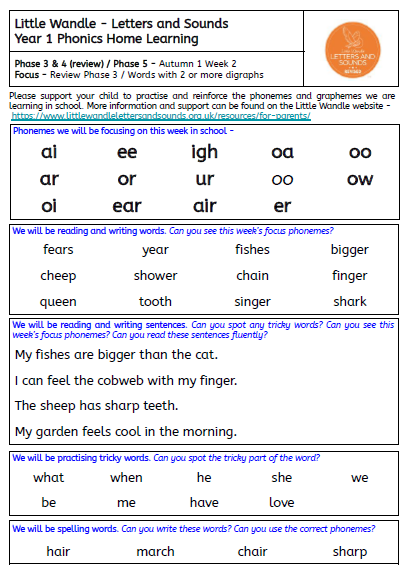 Little Wandle - Letters and Sounds
Year 1 Phonics Home Learning
Phase 3 & 4 (review) / Phase 5 - Autumn 1 Week 2
Focus - Review Phase 3 / Words with 2 or more digraphs
LITTLE WANDLE
LETTERS AND
SOUNDS
REVISED
Please support your child to practise and reinforce the phonemes and graphemes we are
learning in school. More information and support can be found on the Little Wandle website -
https://www.littlewandlelettersandsounds.org.uk/resources/for-parents/
Phonemes we will be focusing on this week in school -
ai ee igh oa oo
ar or ur oo ow
oi ear air er
We will be reading and writing words. Can you see this week's focus phonemes?
fears year fishes bigger
cheep shower chain finger
queen tooth singer shark
We will be reading and writing sentences. Can you spot any tricky words? Can you see this
week's focus phonemes? Can you read these sentences fluently?
My fishes are bigger than the cat.
I can feel the cobweb with my finger.
The sheep has sharp teeth.
My garden feels cool in the morning.
We will be practising tricky words. Can you spot the tricky part of the word?
what when he she we
be me have love
We will be spelling words. Can you write these words? Can you use the correct phonemes?
hair march chair sharp